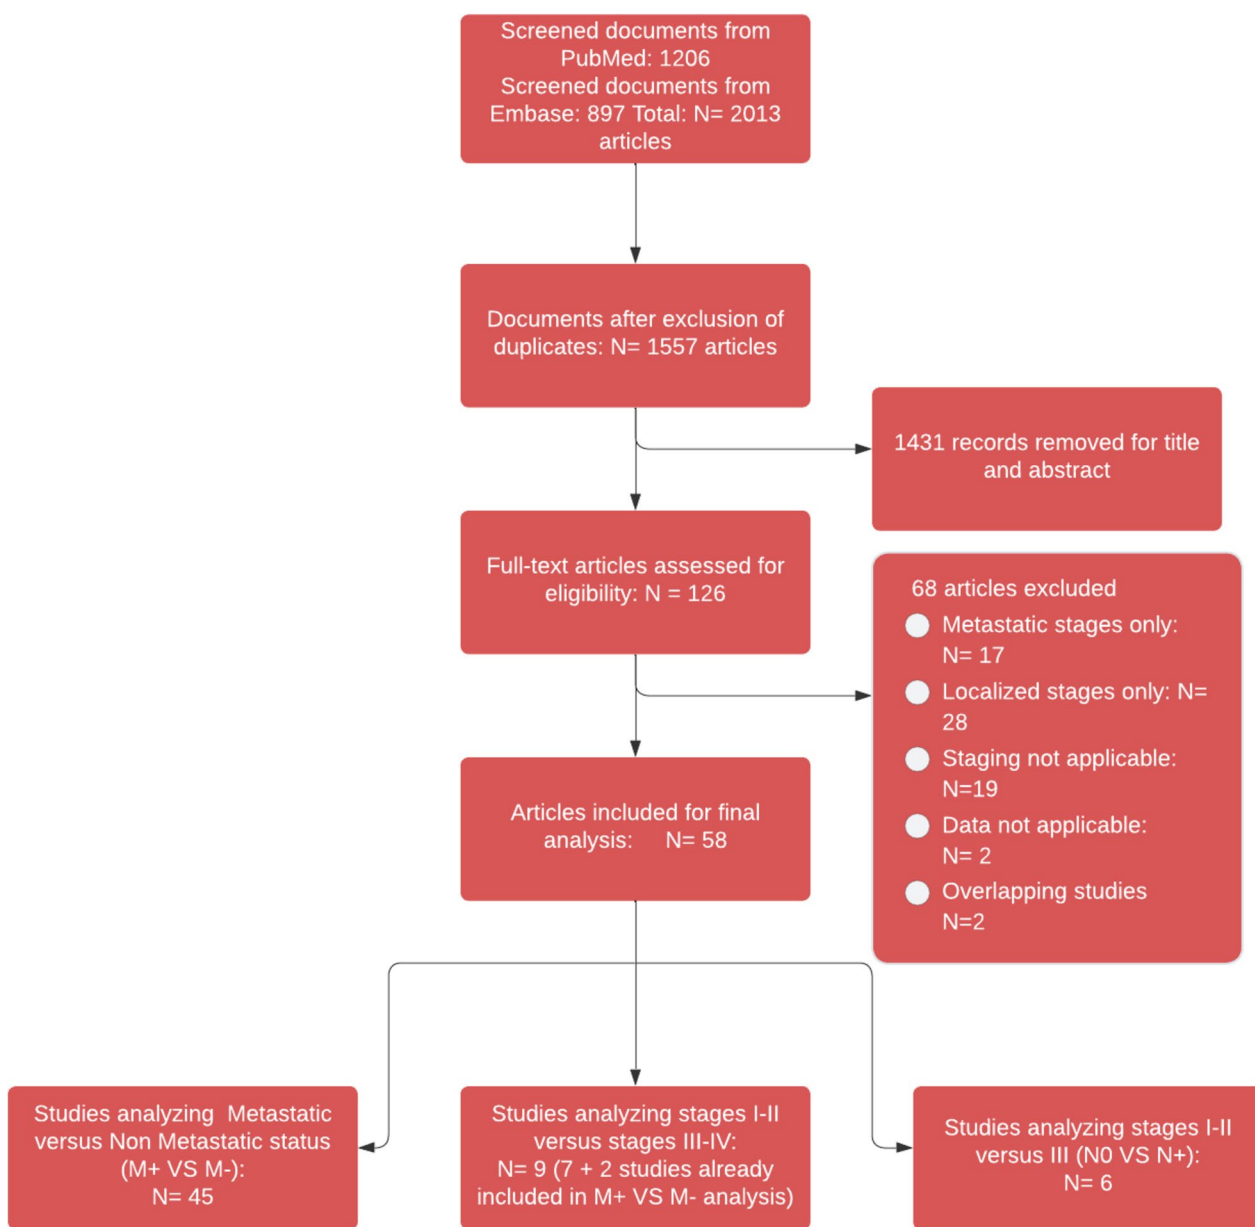 Screened documents from
PubMed: 1206
Screened documents from
Embase: 897 Total: N= 2013
articles
Documents after exclusion of
duplicates: N= 1557 articles
1431 records removed for title
and abstract
Full-text articles assessed for
eligibility: N = 126
68 articles excluded
Metastatic stages only:
N= 17
Localized stages only: N=
28
Staging not applicable:
N=19
Data not applicable:
N= 2
Overlapping studies
N=2
Articles included for final
analysis: N= 58
Studies analyzing Metastatic
versus Non Metastatic status
(M+ VS M-):
N= 45
Studies analyzing stages I-II
versus stages III-IV:
N= 9 (7 + 2 studies already
included in M+ VS M- analysis)
Studies analyzing stages I-II
versus III (N0 VS N+):
N= 6